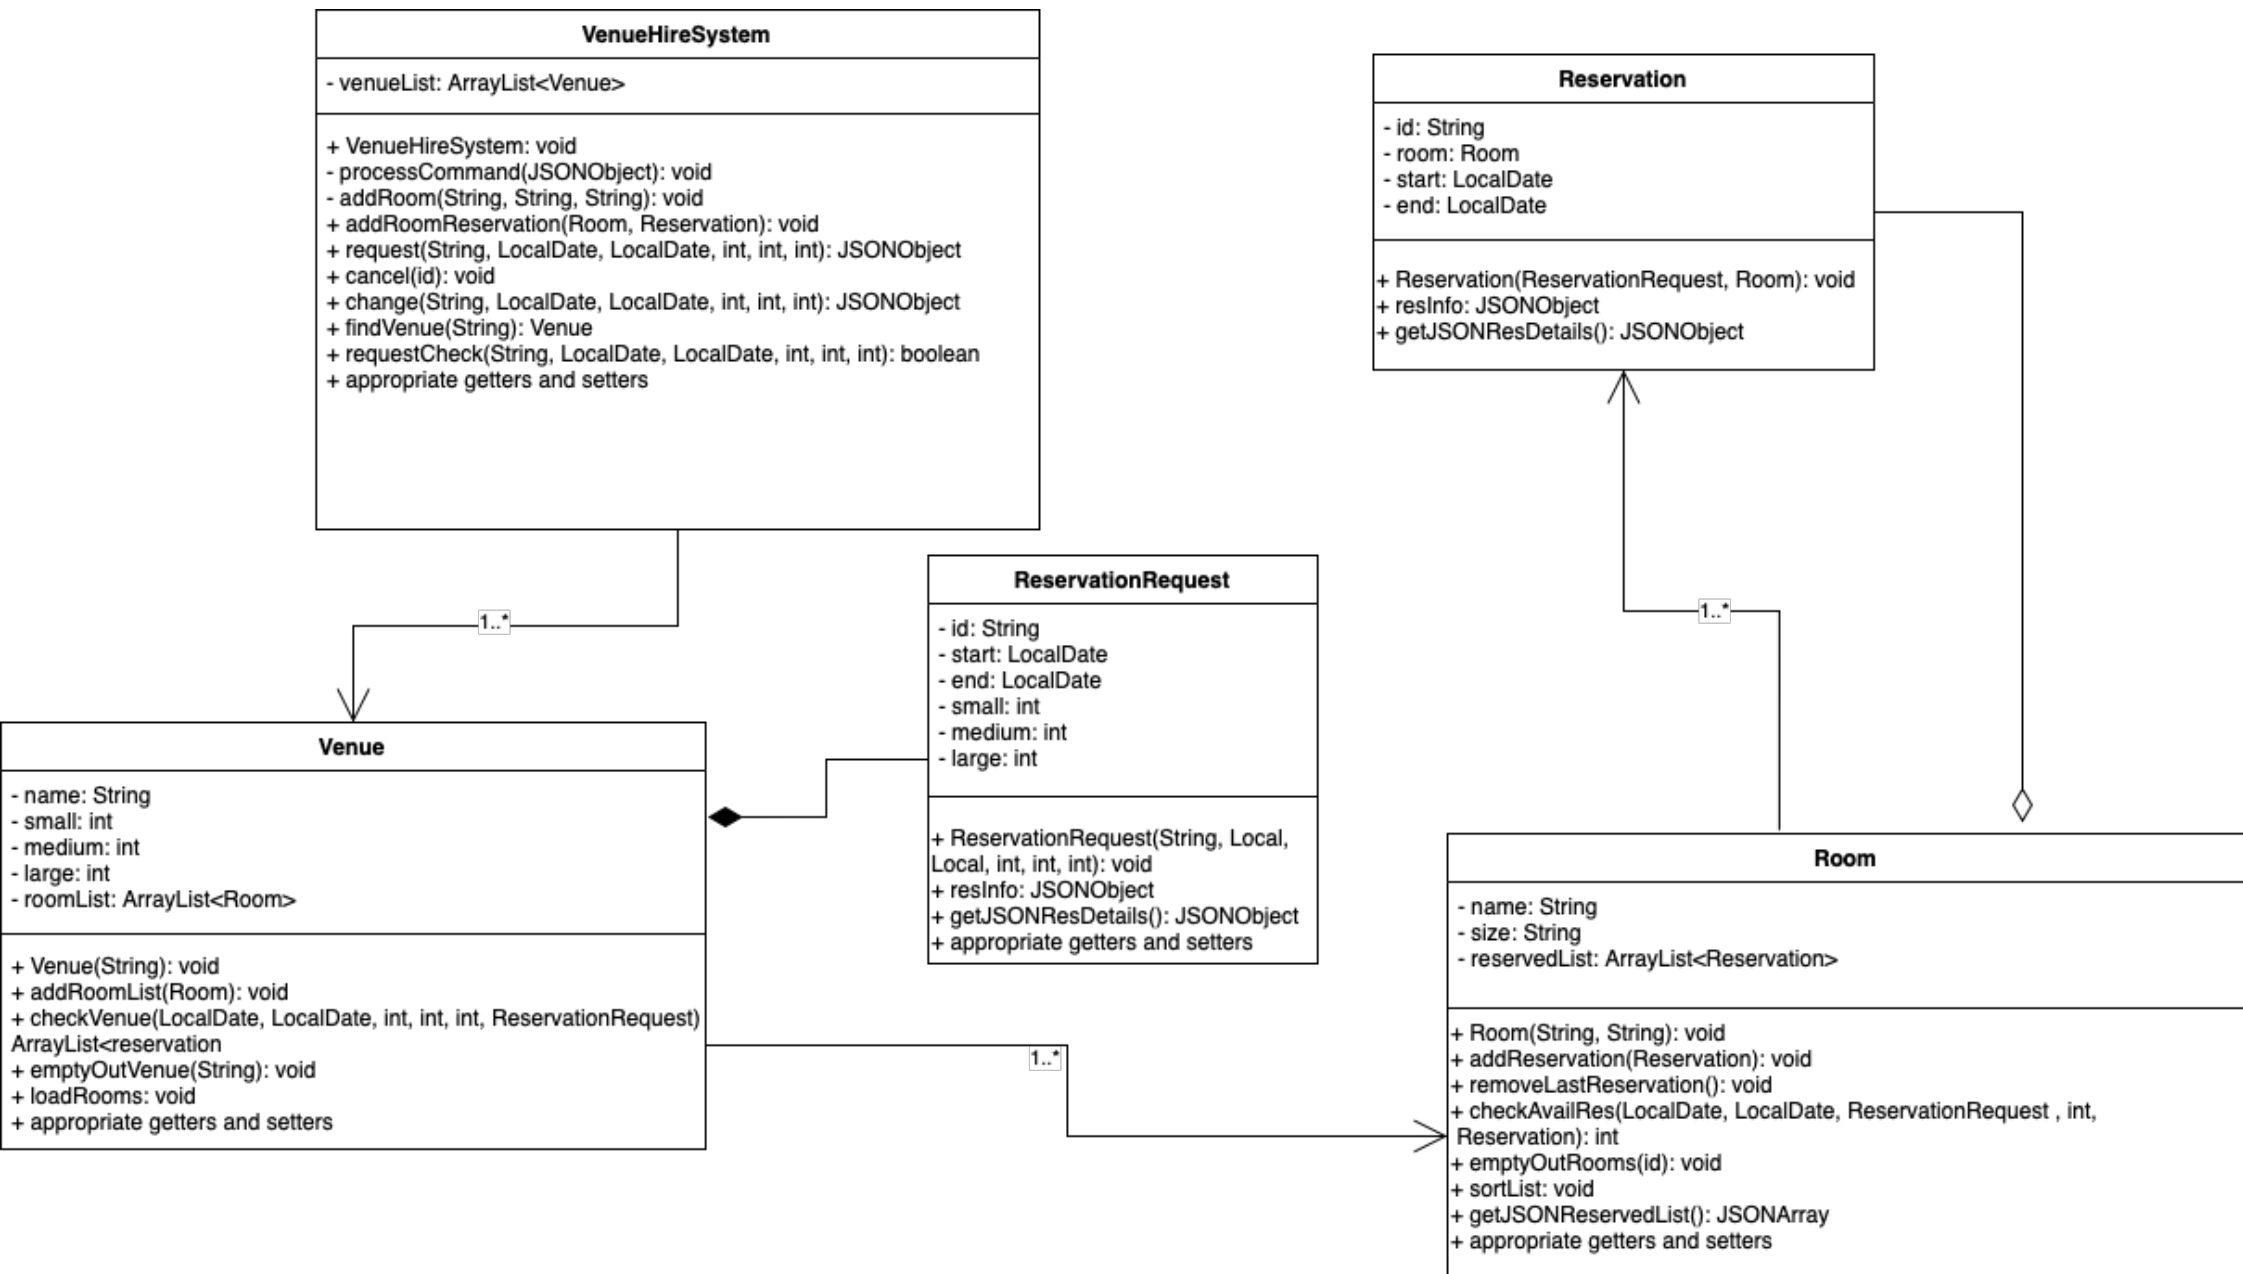 VenueHireSystem
- venueList: ArrayList<Venue>
+ VenueHireSystem: void
- processCommand(JSONObject): void
- addRoom(String, String, String): void
+ addRoomReservation(Room, Reservation): void
+ request(String, LocalDate, LocalDate, int, int, int): JSONObject
+ cancel(id): void
+ change(String, LocalDate, LocalDate, int, int, int): JSONObject
+ findVenue(String): Venue
+ requestCheck(String, LocalDate, LocalDate, int, int, int): boolean
+ appropriate getters and setters
Reservation
- id: String
- room: Room
- start: LocalDate
- end: LocalDate
+ Reservation(ReservationRequest, Room): void
+ resInfo: JSONObject
+ getJSONResDetails(): JSONObject
1..*
1..*
ReservationRequest
- id: String
- start: LocalDate
- end: LocalDate
- small: int
- medium: int
- large: int
+ ReservationRequest(String, Local,
Local, int, int, int): void
+ resInfo: JSONObject
+ getJSONResDetails(): JSONObject
+ appropriate getters and setters
Venue
- name: String
- small: int
- medium: int
- large: int
- roomList: ArrayList<Room>
+ Venue(String): void
+ addRoomList(Room): void
+ checkVenue(LocalDate, LocalDate, int, int, int, ReservationRequest)
ArrayList<reservation
+ emptyOutVenue(String): void
+ loadRooms: void
+ appropriate getters and setters
1..*
Room
- name: String
- size: String
- reservedList: ArrayList<Reservation>
+ Room(String, String): void
+ addReservation(Reservation): void
+ removeLastReservation(): void
+ checkAvailRes(LocalDate, LocalDate, ReservationRequest , int,
Reservation): int
+ emptyOutRooms(id): void
+ sortList: void
+ getJSONReservedList(): JSONArray
+ appropriate getters and setters